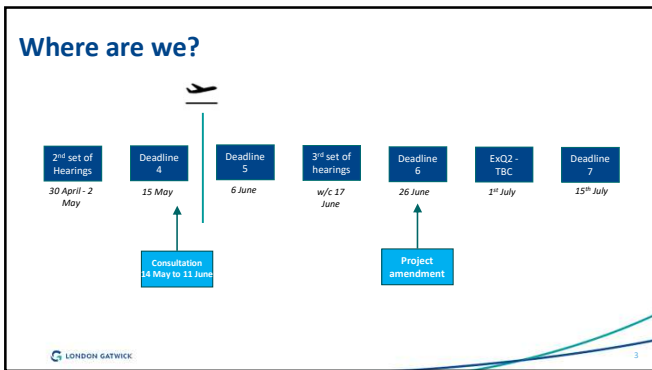 Where are we?
2nd set of
Hearings
30 April - 2
May
Deadline
4
15 May
Deadline
5
6 June
3rd set of
hearings
w/c 17
June
Deadline
6
26 June
ExQ2 -
TBC
1st July
Deadline
7
15th July
Consultation
14 May to 11 June
Project
amendment
LONDON GATWICK
3